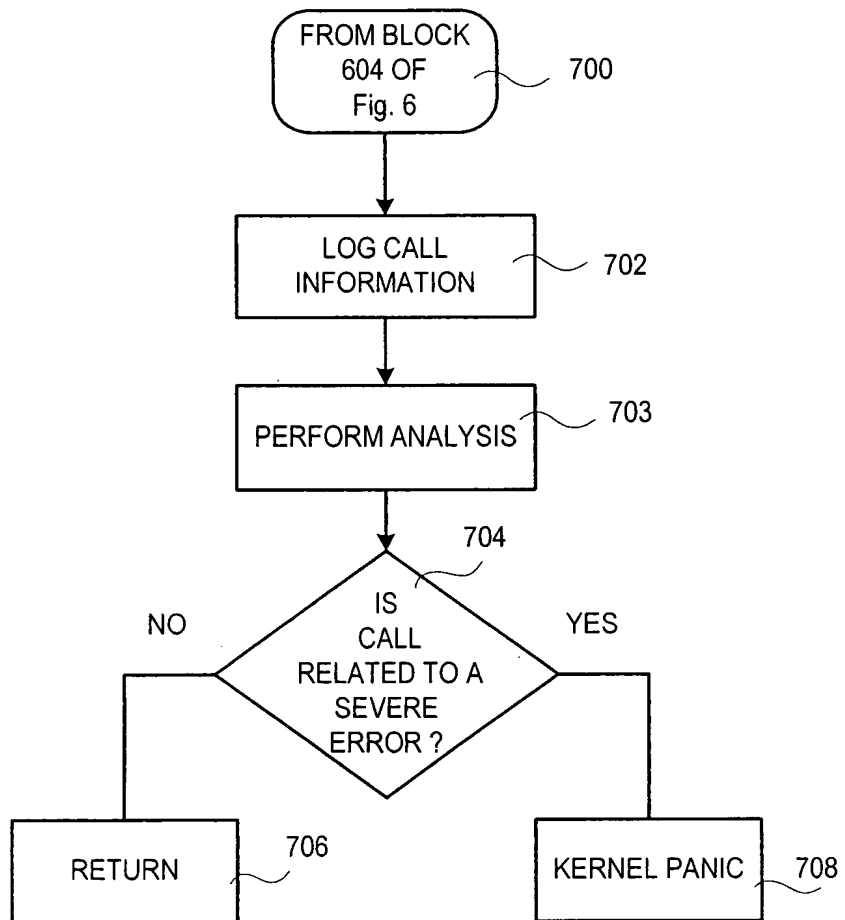 FROM BLOCK
604 OF
Fig. 6
700
LOG CALL
INFORMATION
702
PERFORM ANALYSIS
703
704
IS
CALL
RELATED TO A
SEVERE
ERROR ?
NO
YES
RETURN
706
KERNEL PANIC
708